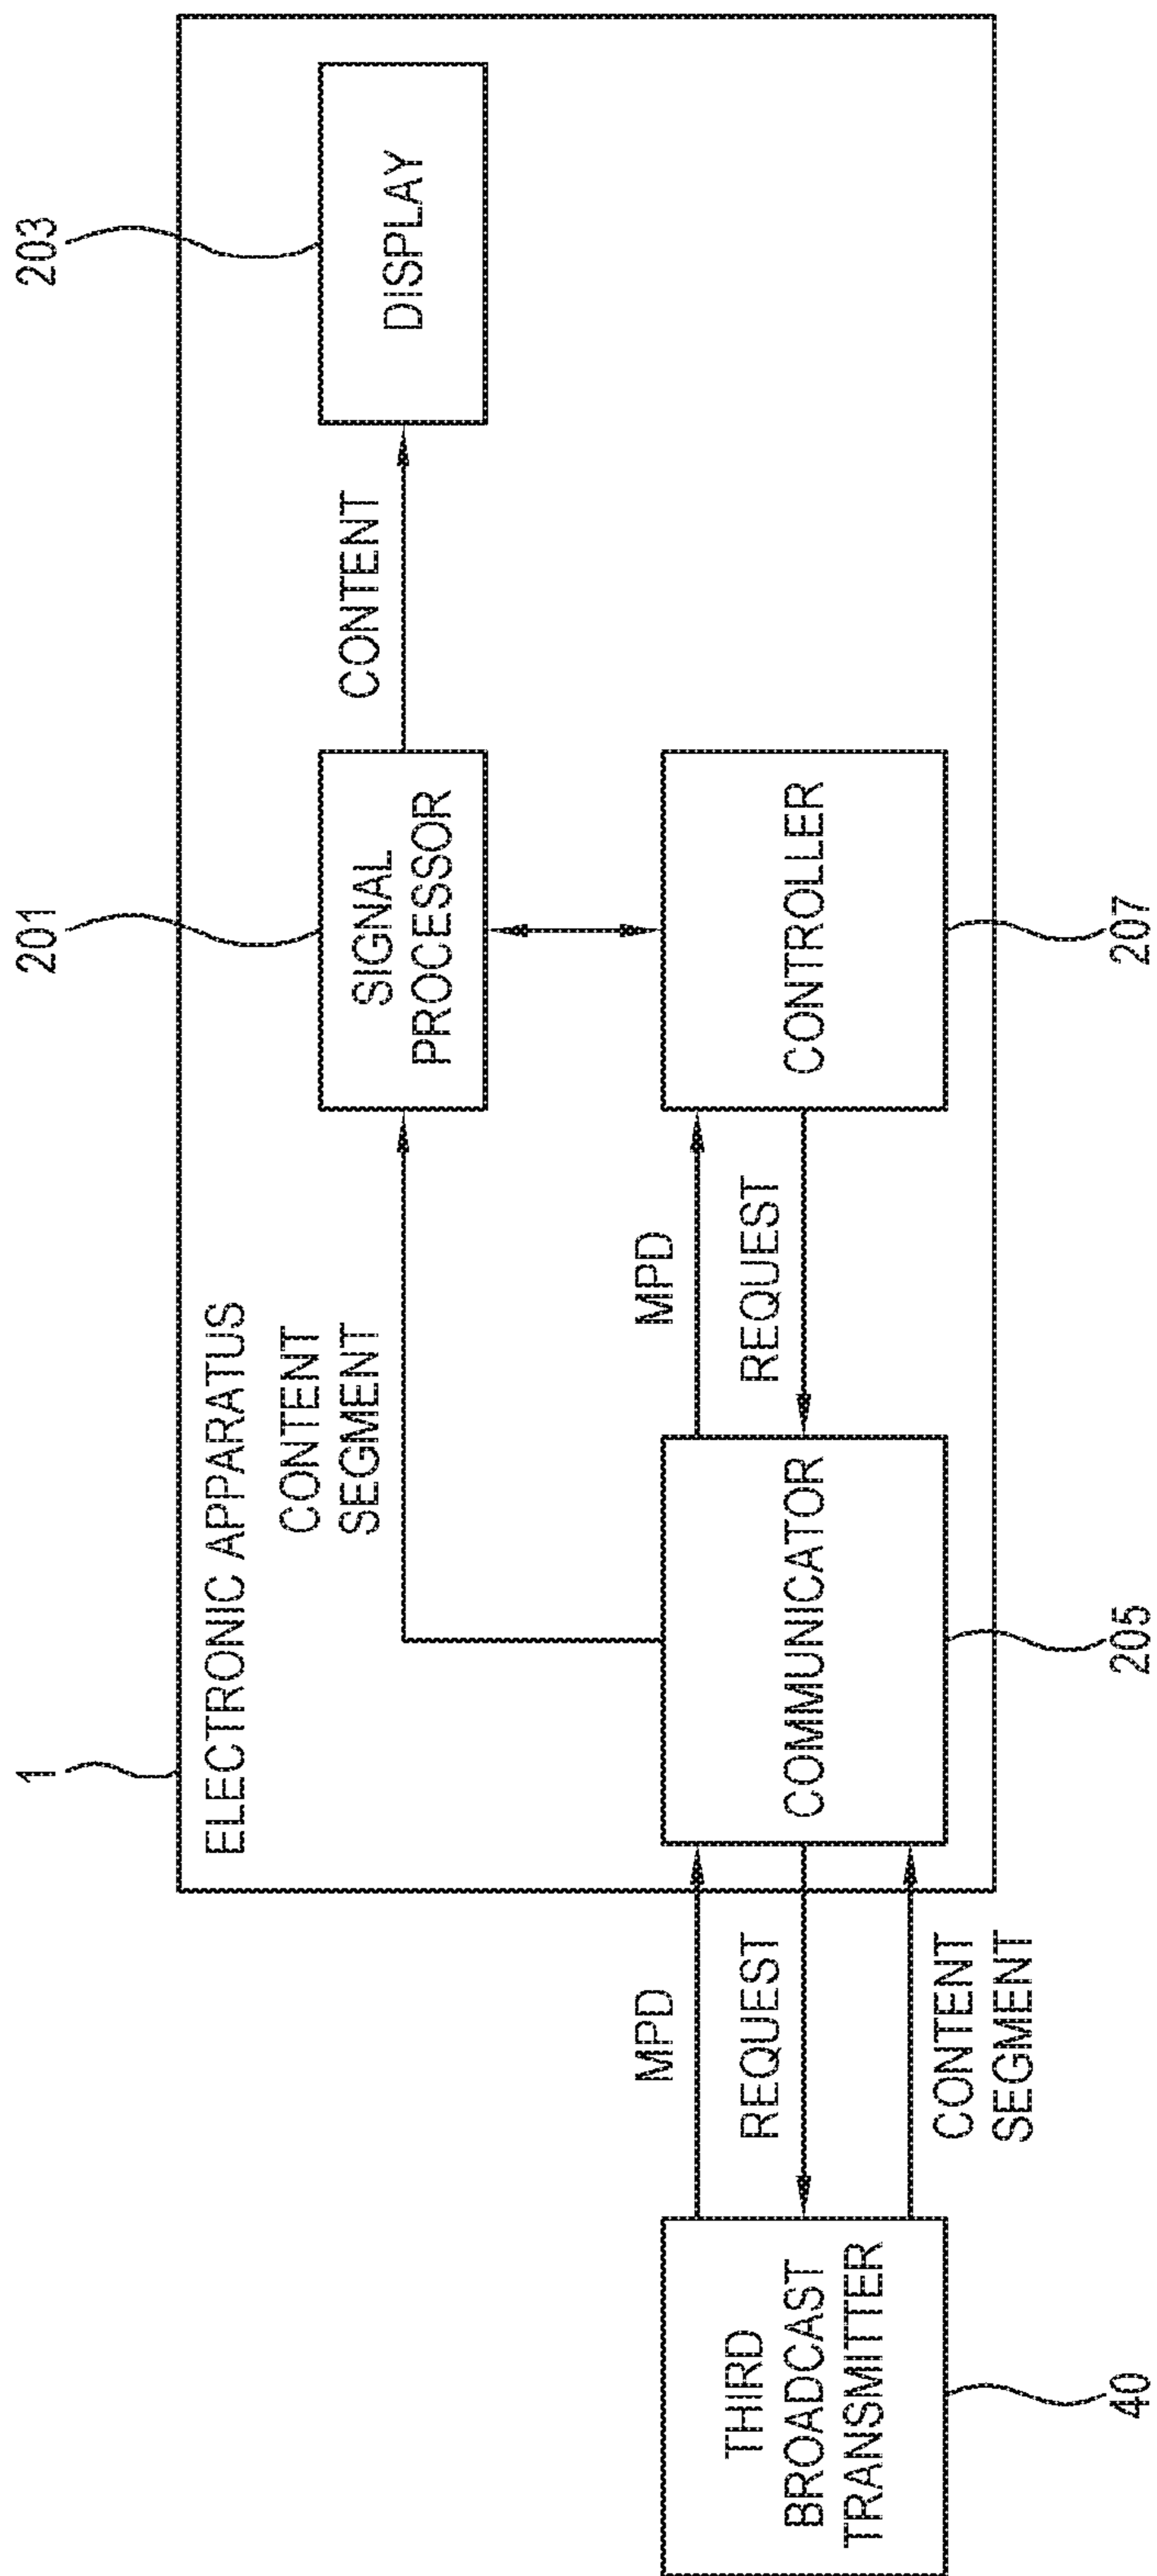 1
201
203
ELECTRONIC APPARATUS
CONTENT
SEGMENT
SIGNAL
PROCESSOR
CONTENT
DISPLAY
THIRD
BROADCAST
TRANSMITTER
MPD
REQUEST
CONTENT
SEGMENT
COMMUNICATOR
MPD
REQUEST
CONTROLLER
40
205
207